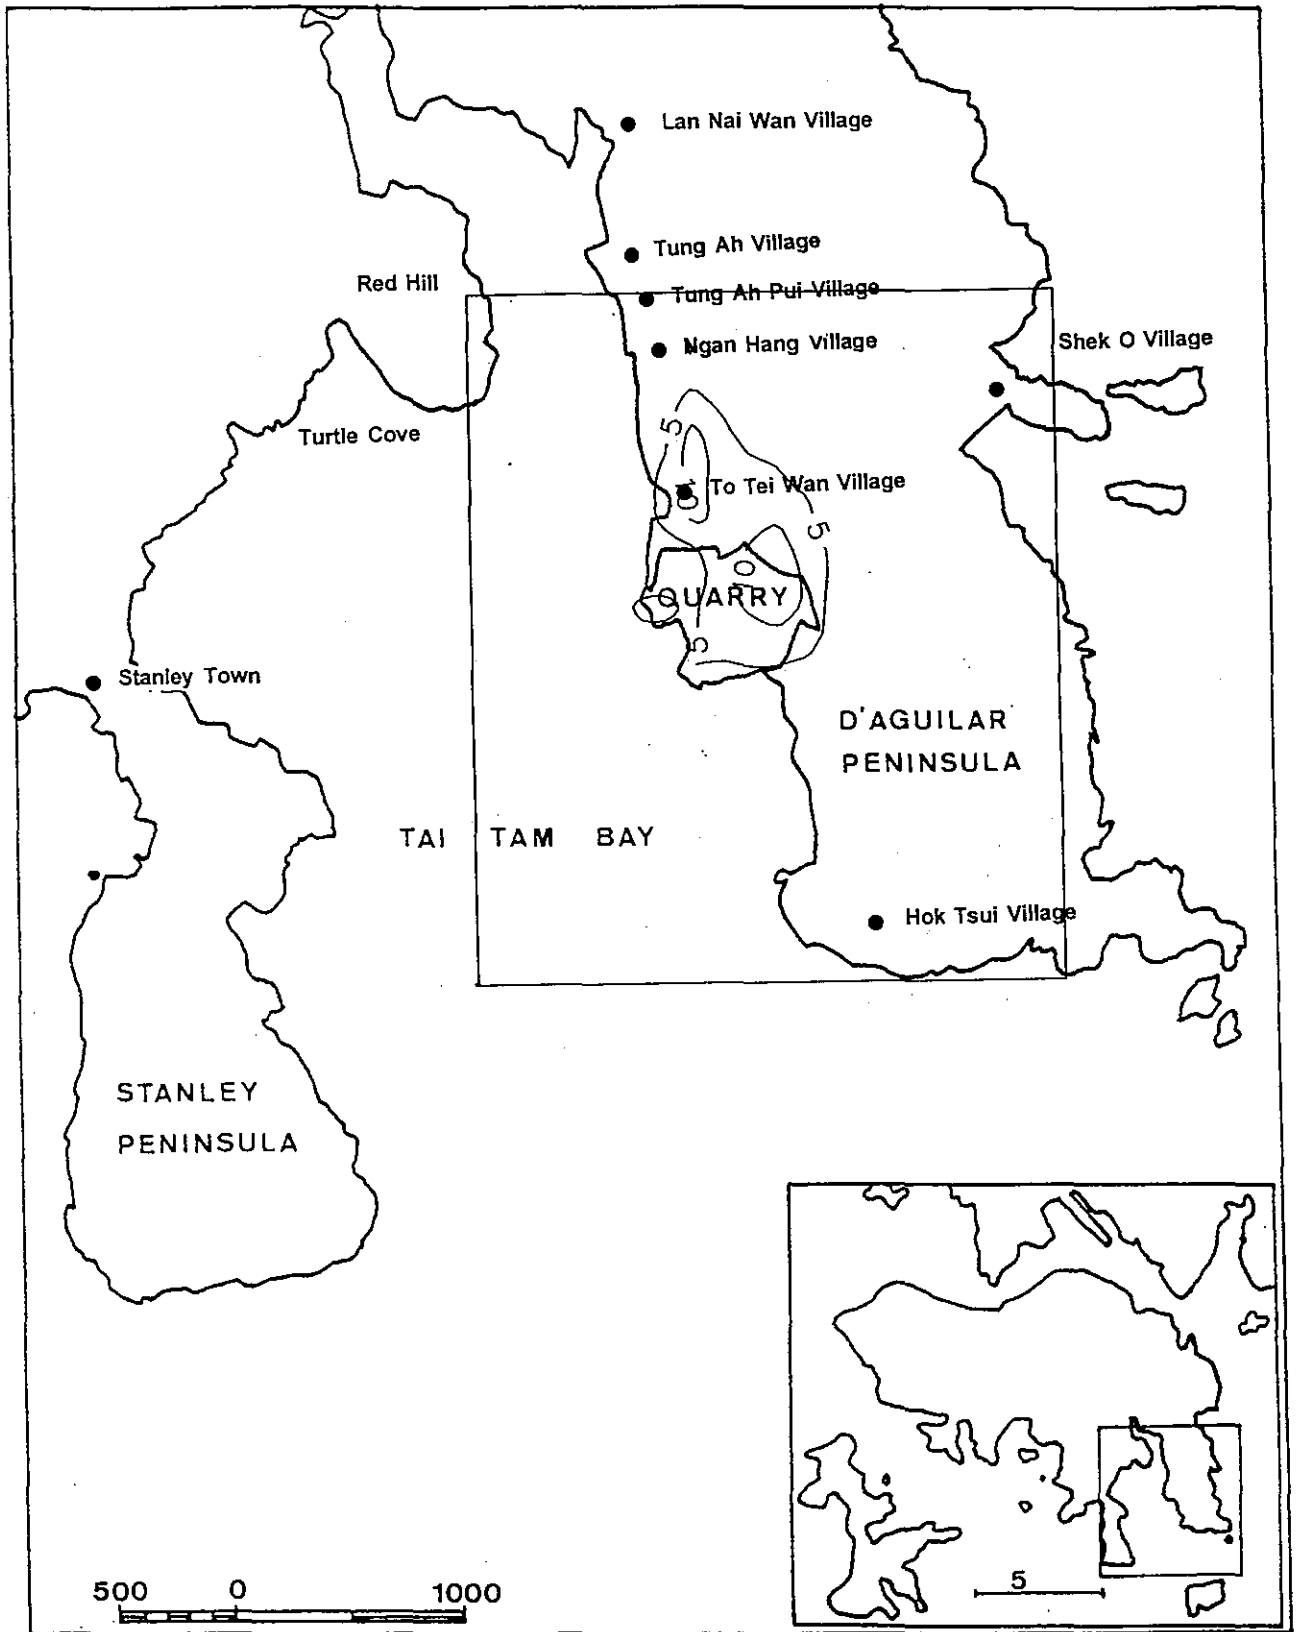 Lan Nai Wan Village
Tung Ah Village
Red Hill
Tung Ah Pui Village
Ngan Hang Village
Shek O Village
5
Turtle Cove
10
To Tei Wan Village
5
10
QUARRY
5
Stanley Town
D'AGUILAR
PENINSULA
TAI TAM BAY
Hok Tsui Village
STANLEY
PENINSULA
500 0 1000
5